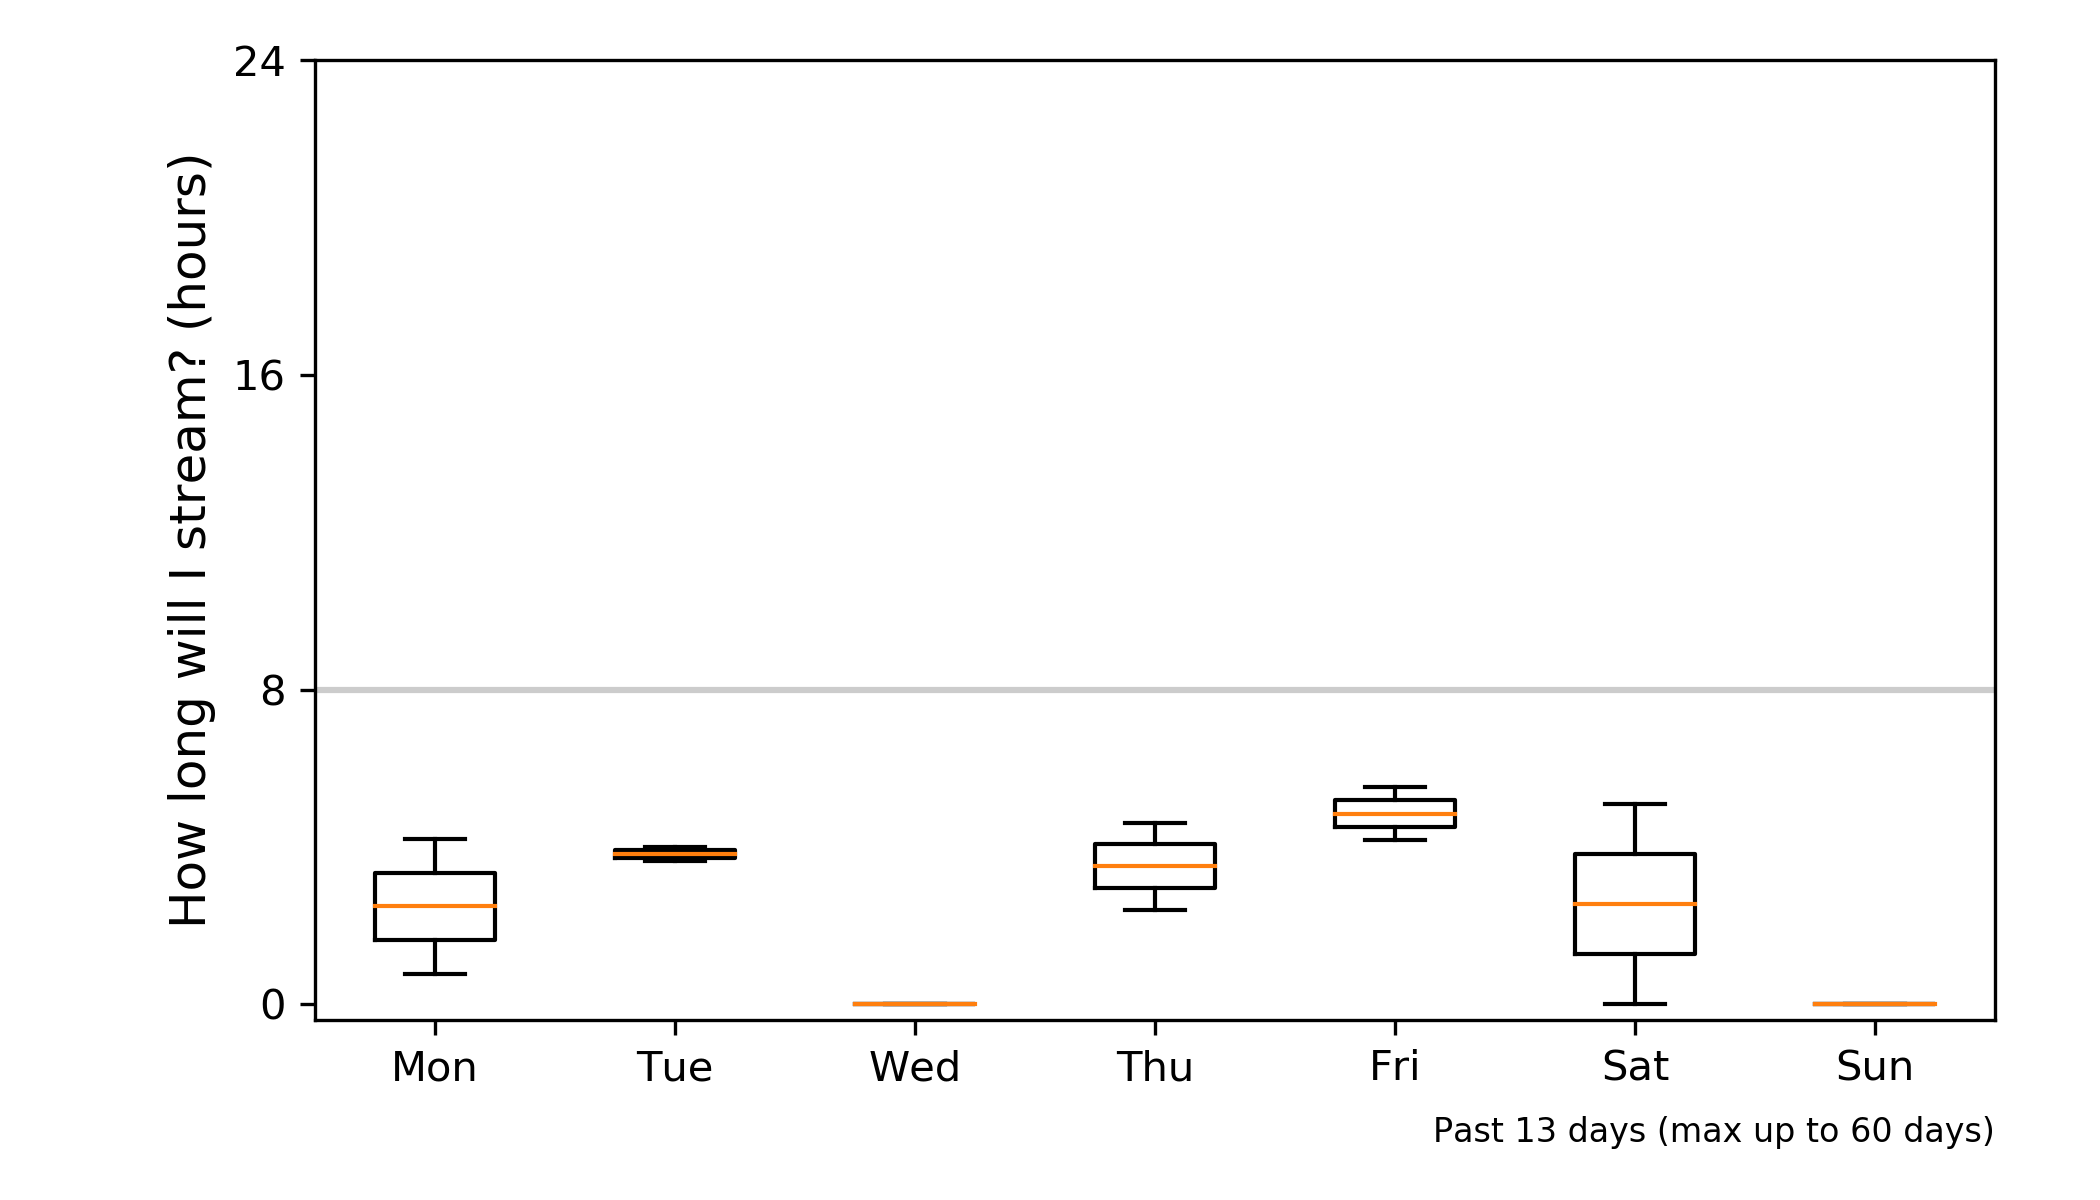 How long will I stream? (hours)
24
16
8
0
Mon Tue Wed Thu Fri Sat Sun
Past 13 days (max up to 60 days)